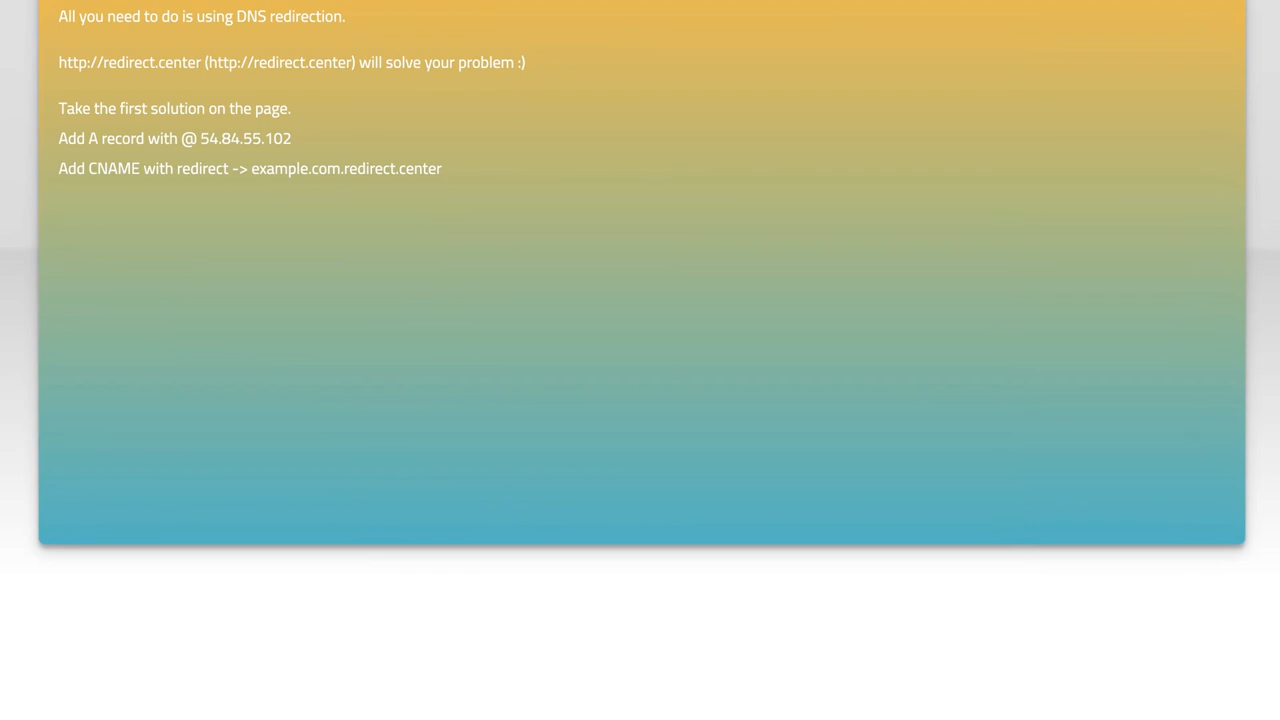 All you need to do is using DNS redirection.
http://redirect.center (http://redirect.center) will solve your problem :)
Take the first solution on the page.
Add A record with @ 54.84.55.102
Add CNAME with redirect -> example.com.redirect.center